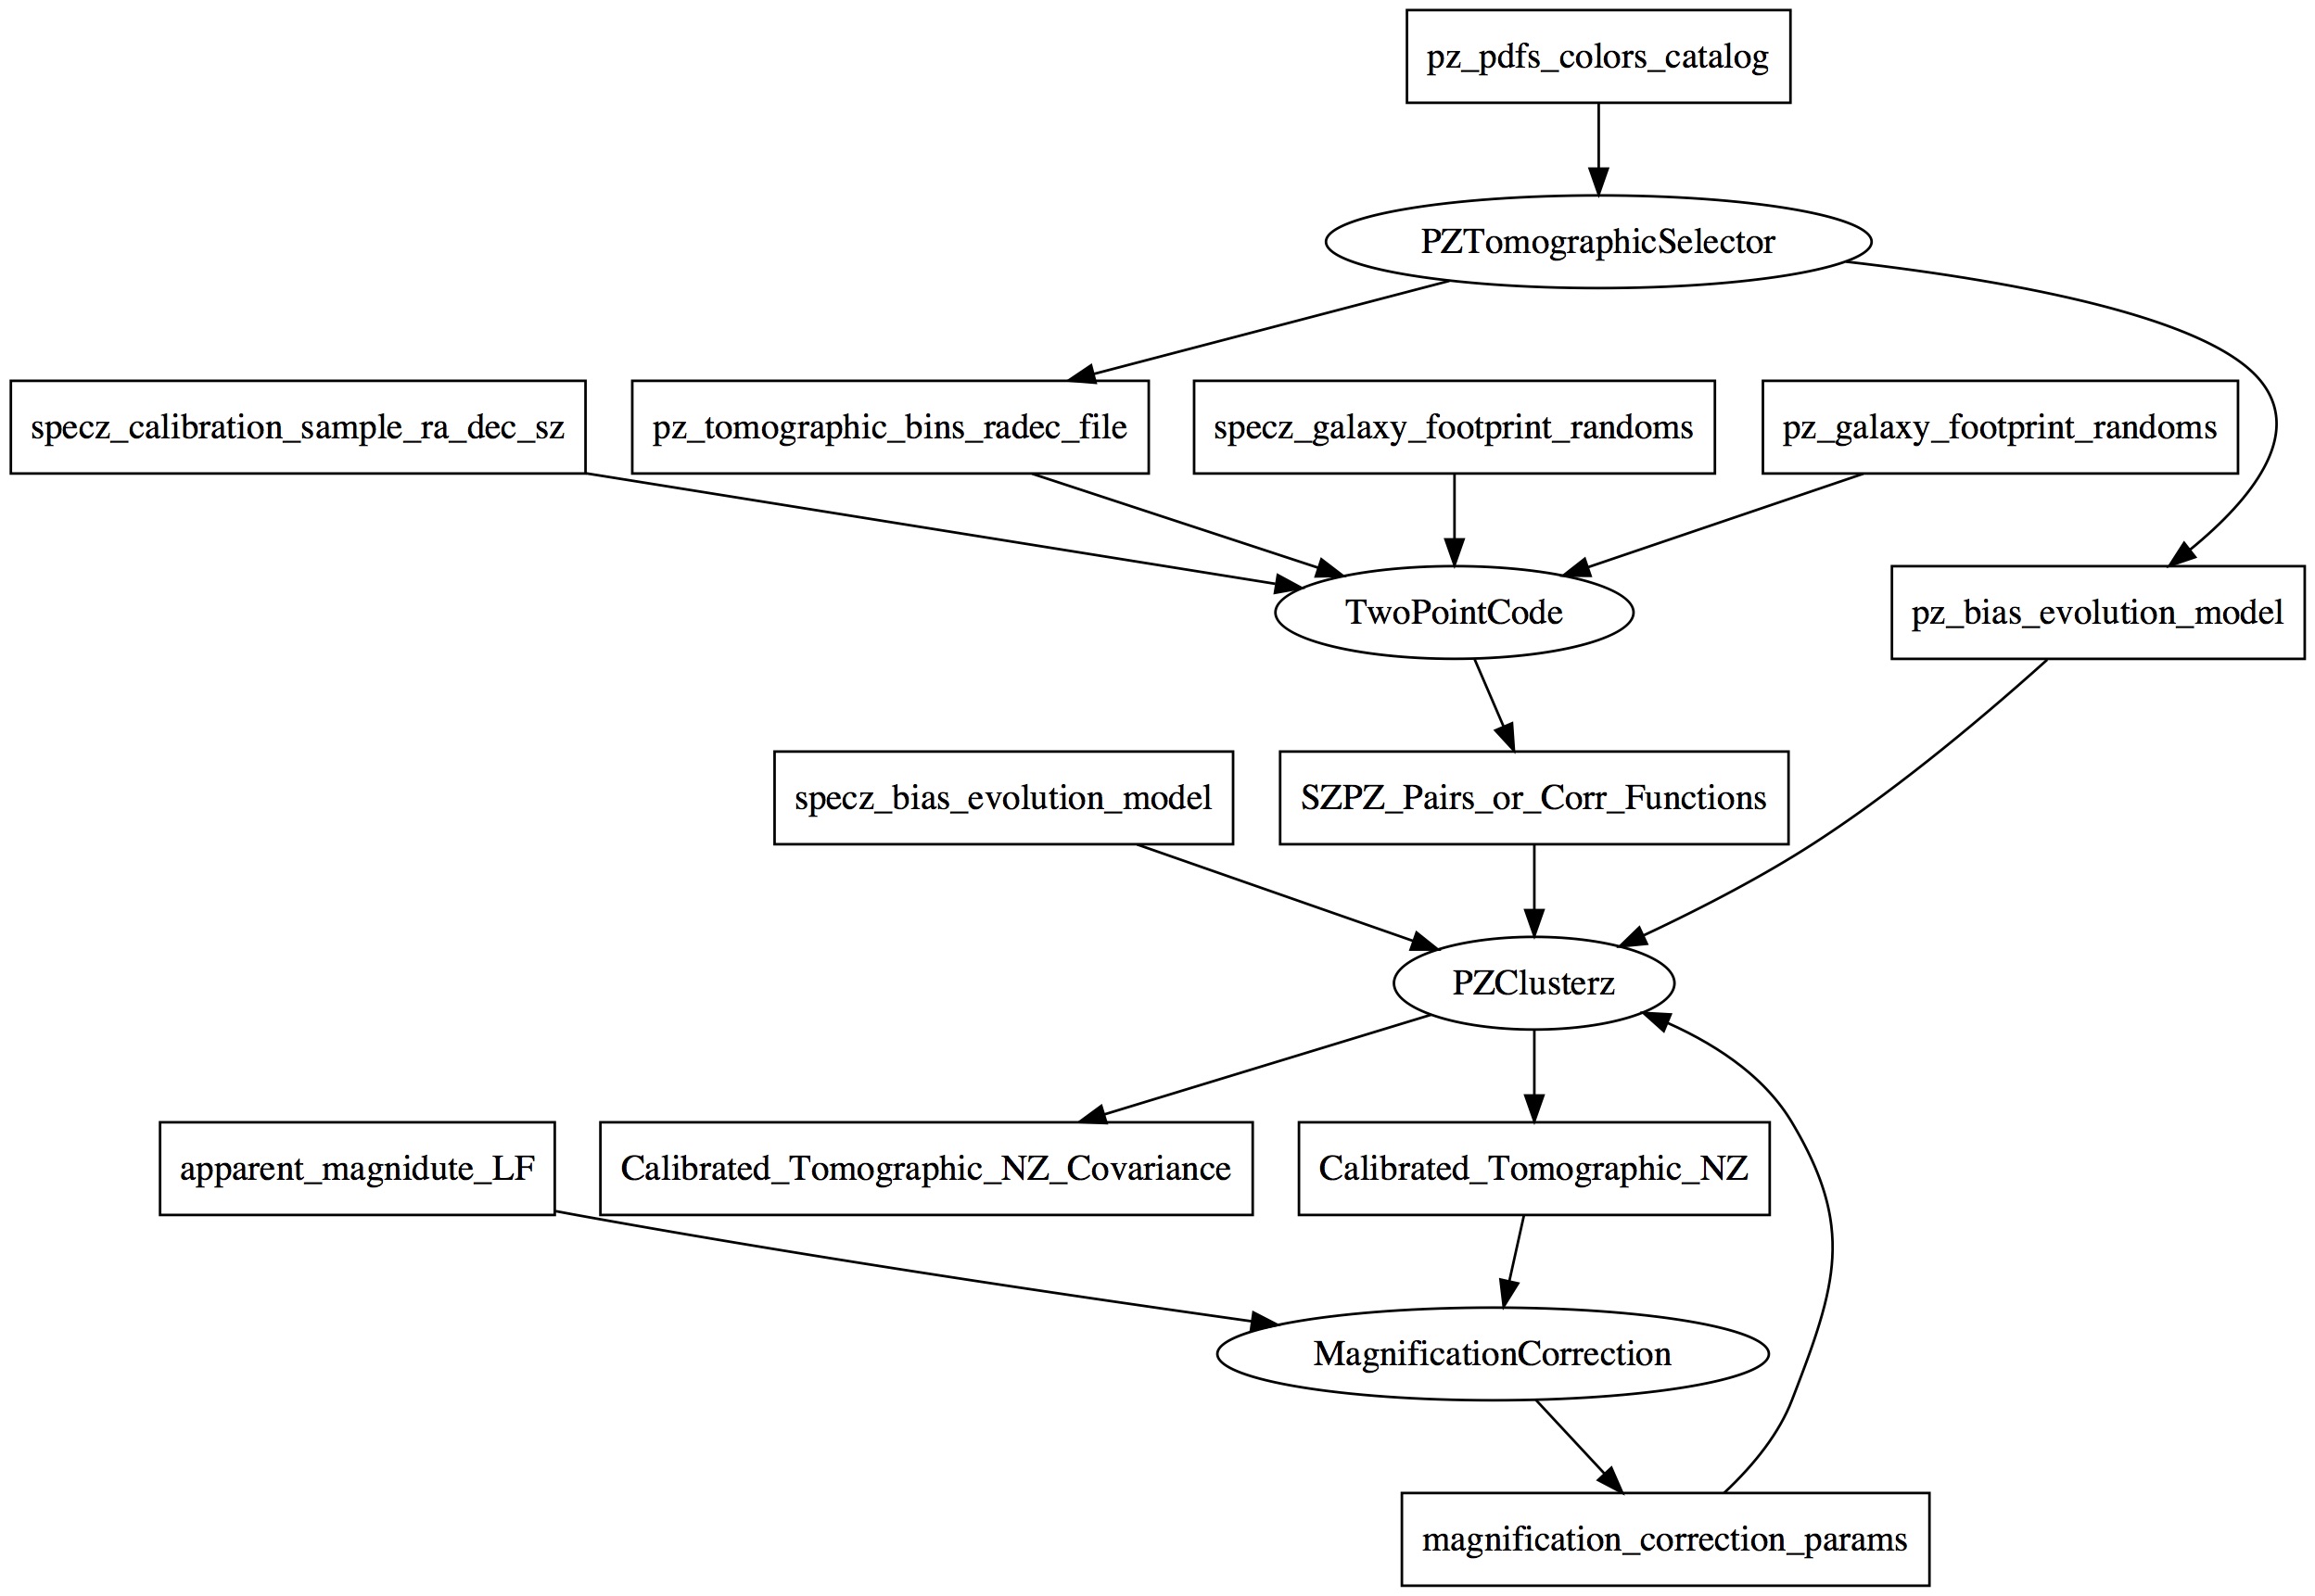 pz_pdfs_colors_catalog
PZTomographicSelector
specz_calibration_sample_ra_dec_sz
pz_tomographic_bins_radec_file
specz_galaxy_footprint_randoms
pz_galaxy_footprint_randoms
TwoPointCode
pz_bias_evolution_model
specz_bias_evolution_model
SZPZ_Pairs_or_Corr_Functions
PZClusterz
apparent_magnidute_LF
Calibrated_Tomographic_NZ_Covariance
Calibrated_Tomographic_NZ
MagnificationCorrection
magnification_correction_params